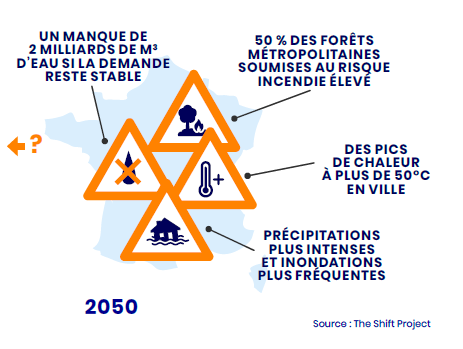 UN MANQUE DE
2 MILLIARDS DE M³
D'EAU SI LA DEMANDE
RESTE STABLE
50 % DES FORÊTS
MÉTROPOLITAINES
SOUMISES AU RISQUE
INCENDIE ÉLEVÉ
?
+
DES PICS
DE CHALEUR
À PLUS DE 50°C
EN VILLE
PRÉCIPITATIONS
PLUS INTENSES
ET INONDATIONS
PLUS FRÉQUENTES
2050
Source : The Shift Project